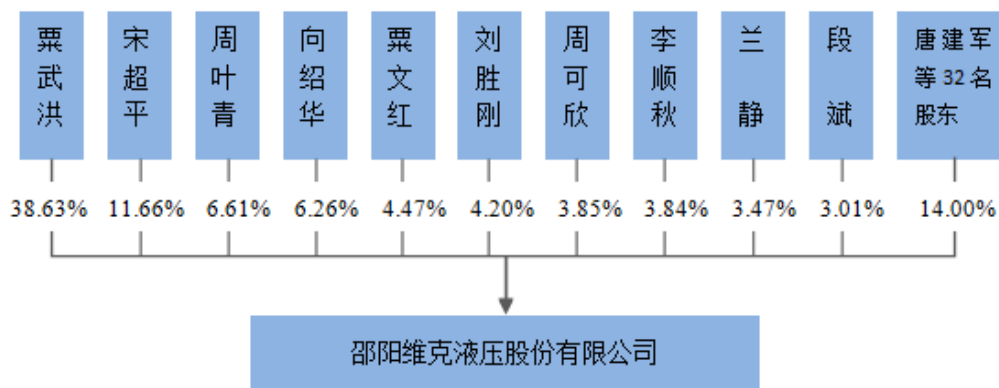 粟武洪
宋超平
周叶青
向绍华
粟文红
刘胜刚
周可欣
李顺秋
兰静
段斌
唐建军
等 32 名
股东
38.63% 11.66% 6.61% 6.26% 4.47% 4.20% 3.85% 3.84% 3.47% 3.01% 14.00%
邵阳维克液压股份有限公司